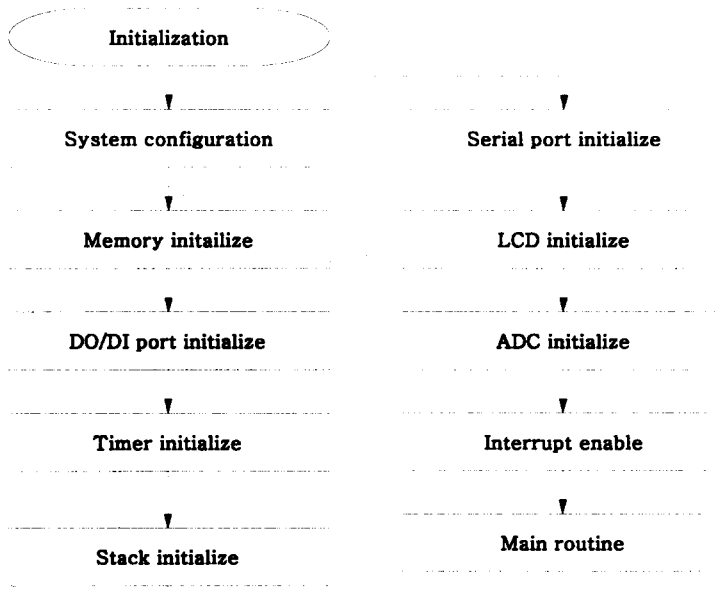 Initialization
System configuration
Memory initailize
DO/DI port initialize
Timer initialize
Stack initialize
Serial port initialize
LCD initialize
ADC initialize
Interrupt enable
Main routine